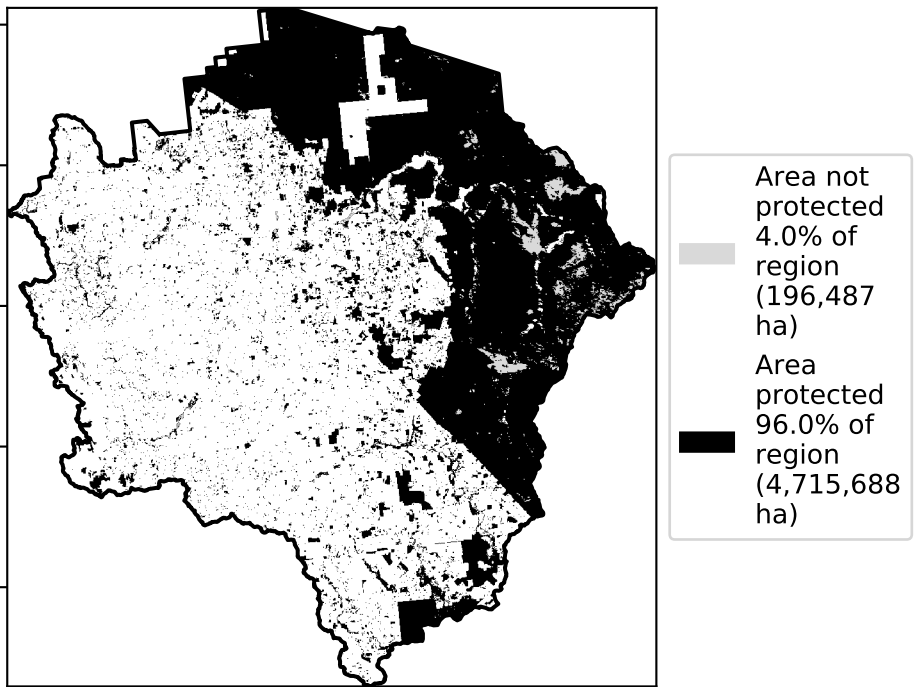 Area not
protected
4.0% of
region
(196,487
ha)
Area
protected
96.0% of
region
(4,715,688
ha)